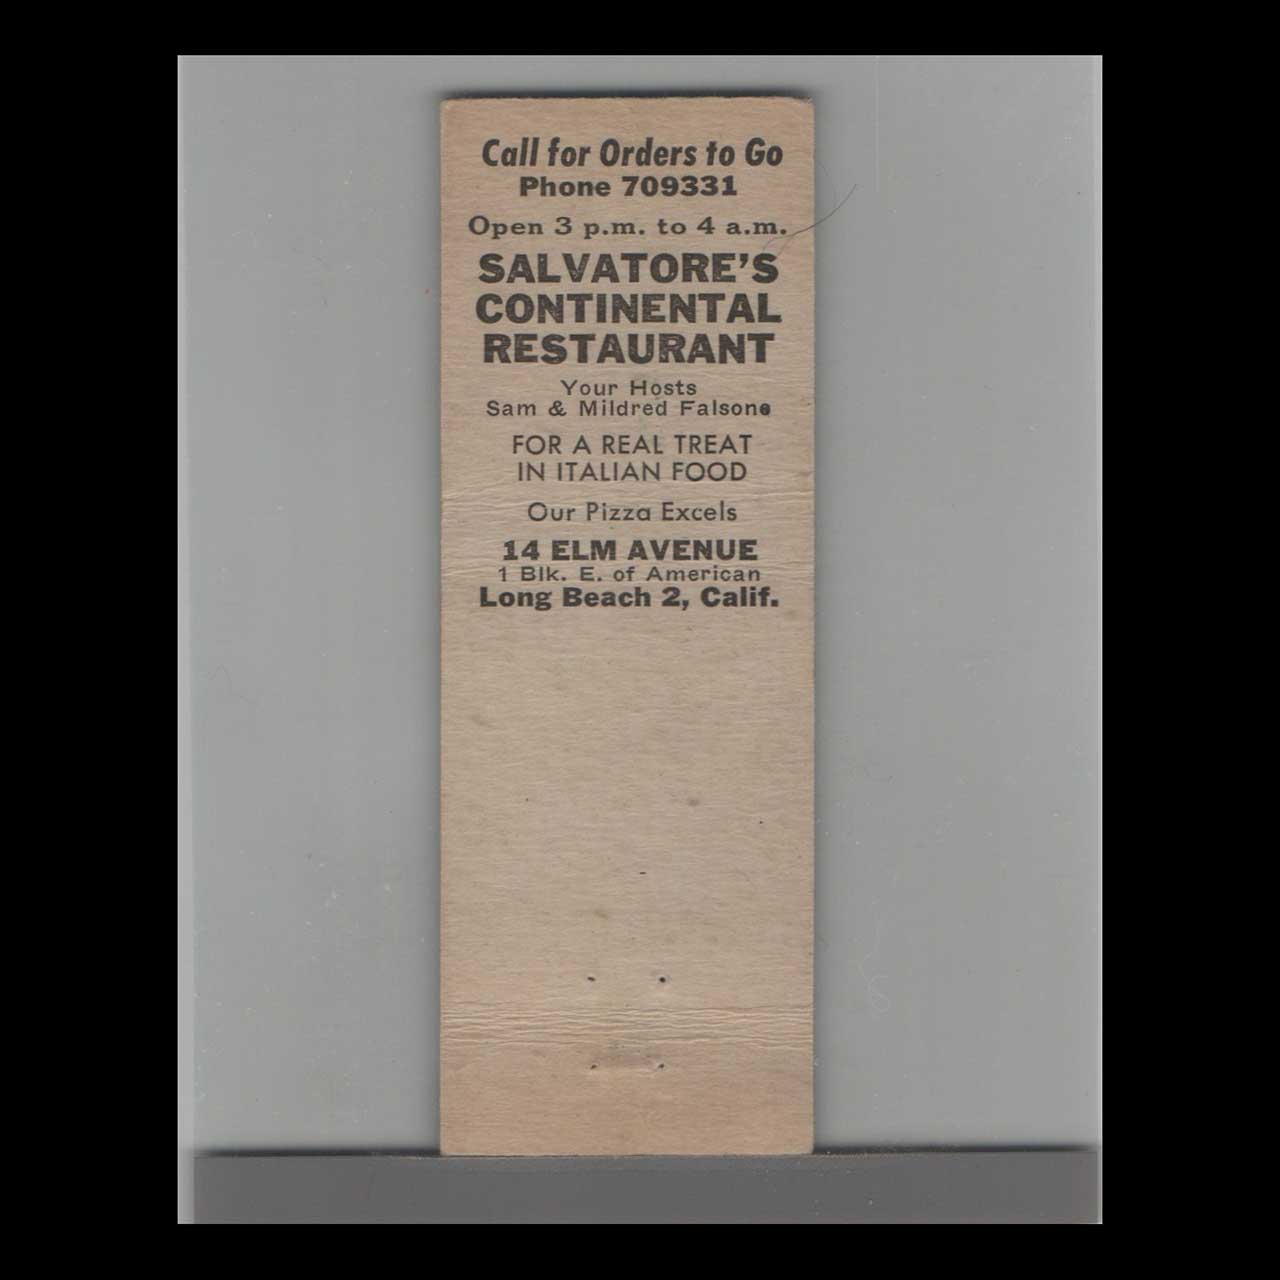 Call for Orders to Go
Phone 709331
Open 3 p.m. to 4 a.m.
SALVATORE'S
CONTINENTAL
RESTAURANT
Your Hosts
Sam & Mildred Falsone
FOR A REAL TREAT
IN ITALIAN FOOD
Our Pizza Excels
14 ELM AVENUE
1 Blk. E. of American
Long Beach 2, Calif.